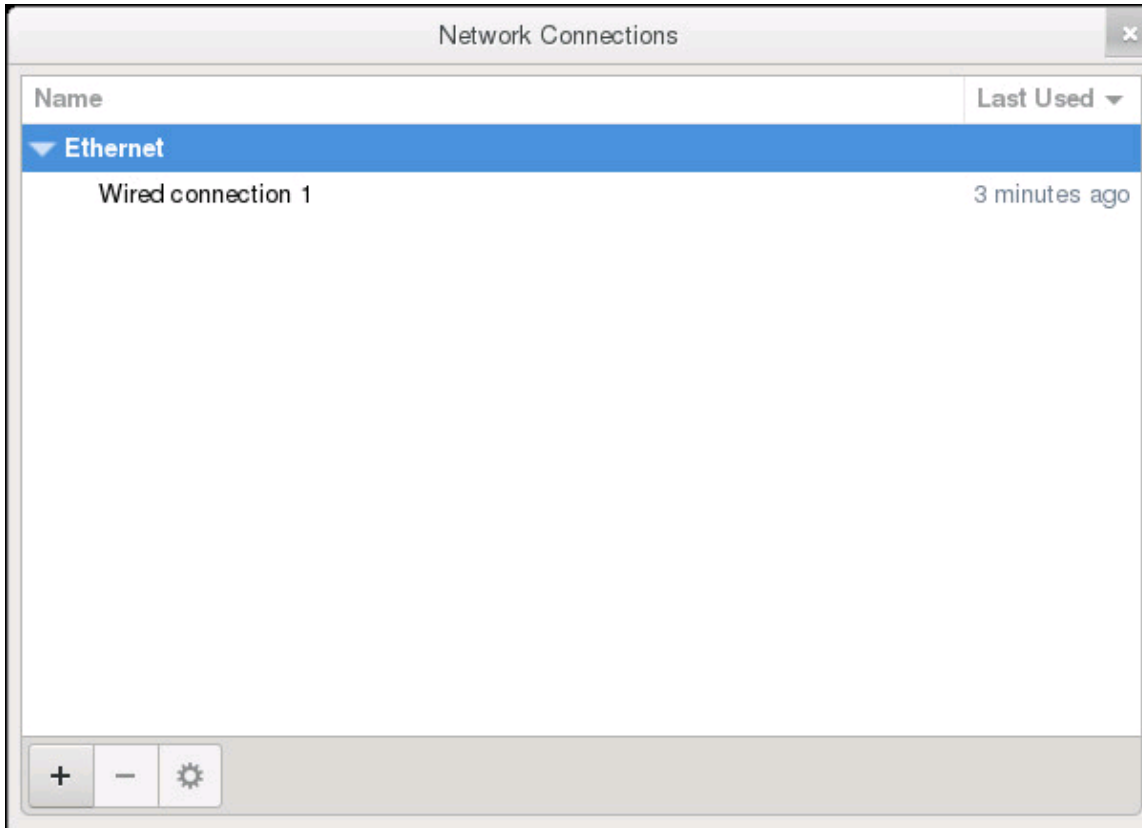 Network Connections
Name Last Used
Ethernet
Wired connection 1 3 minutes ago